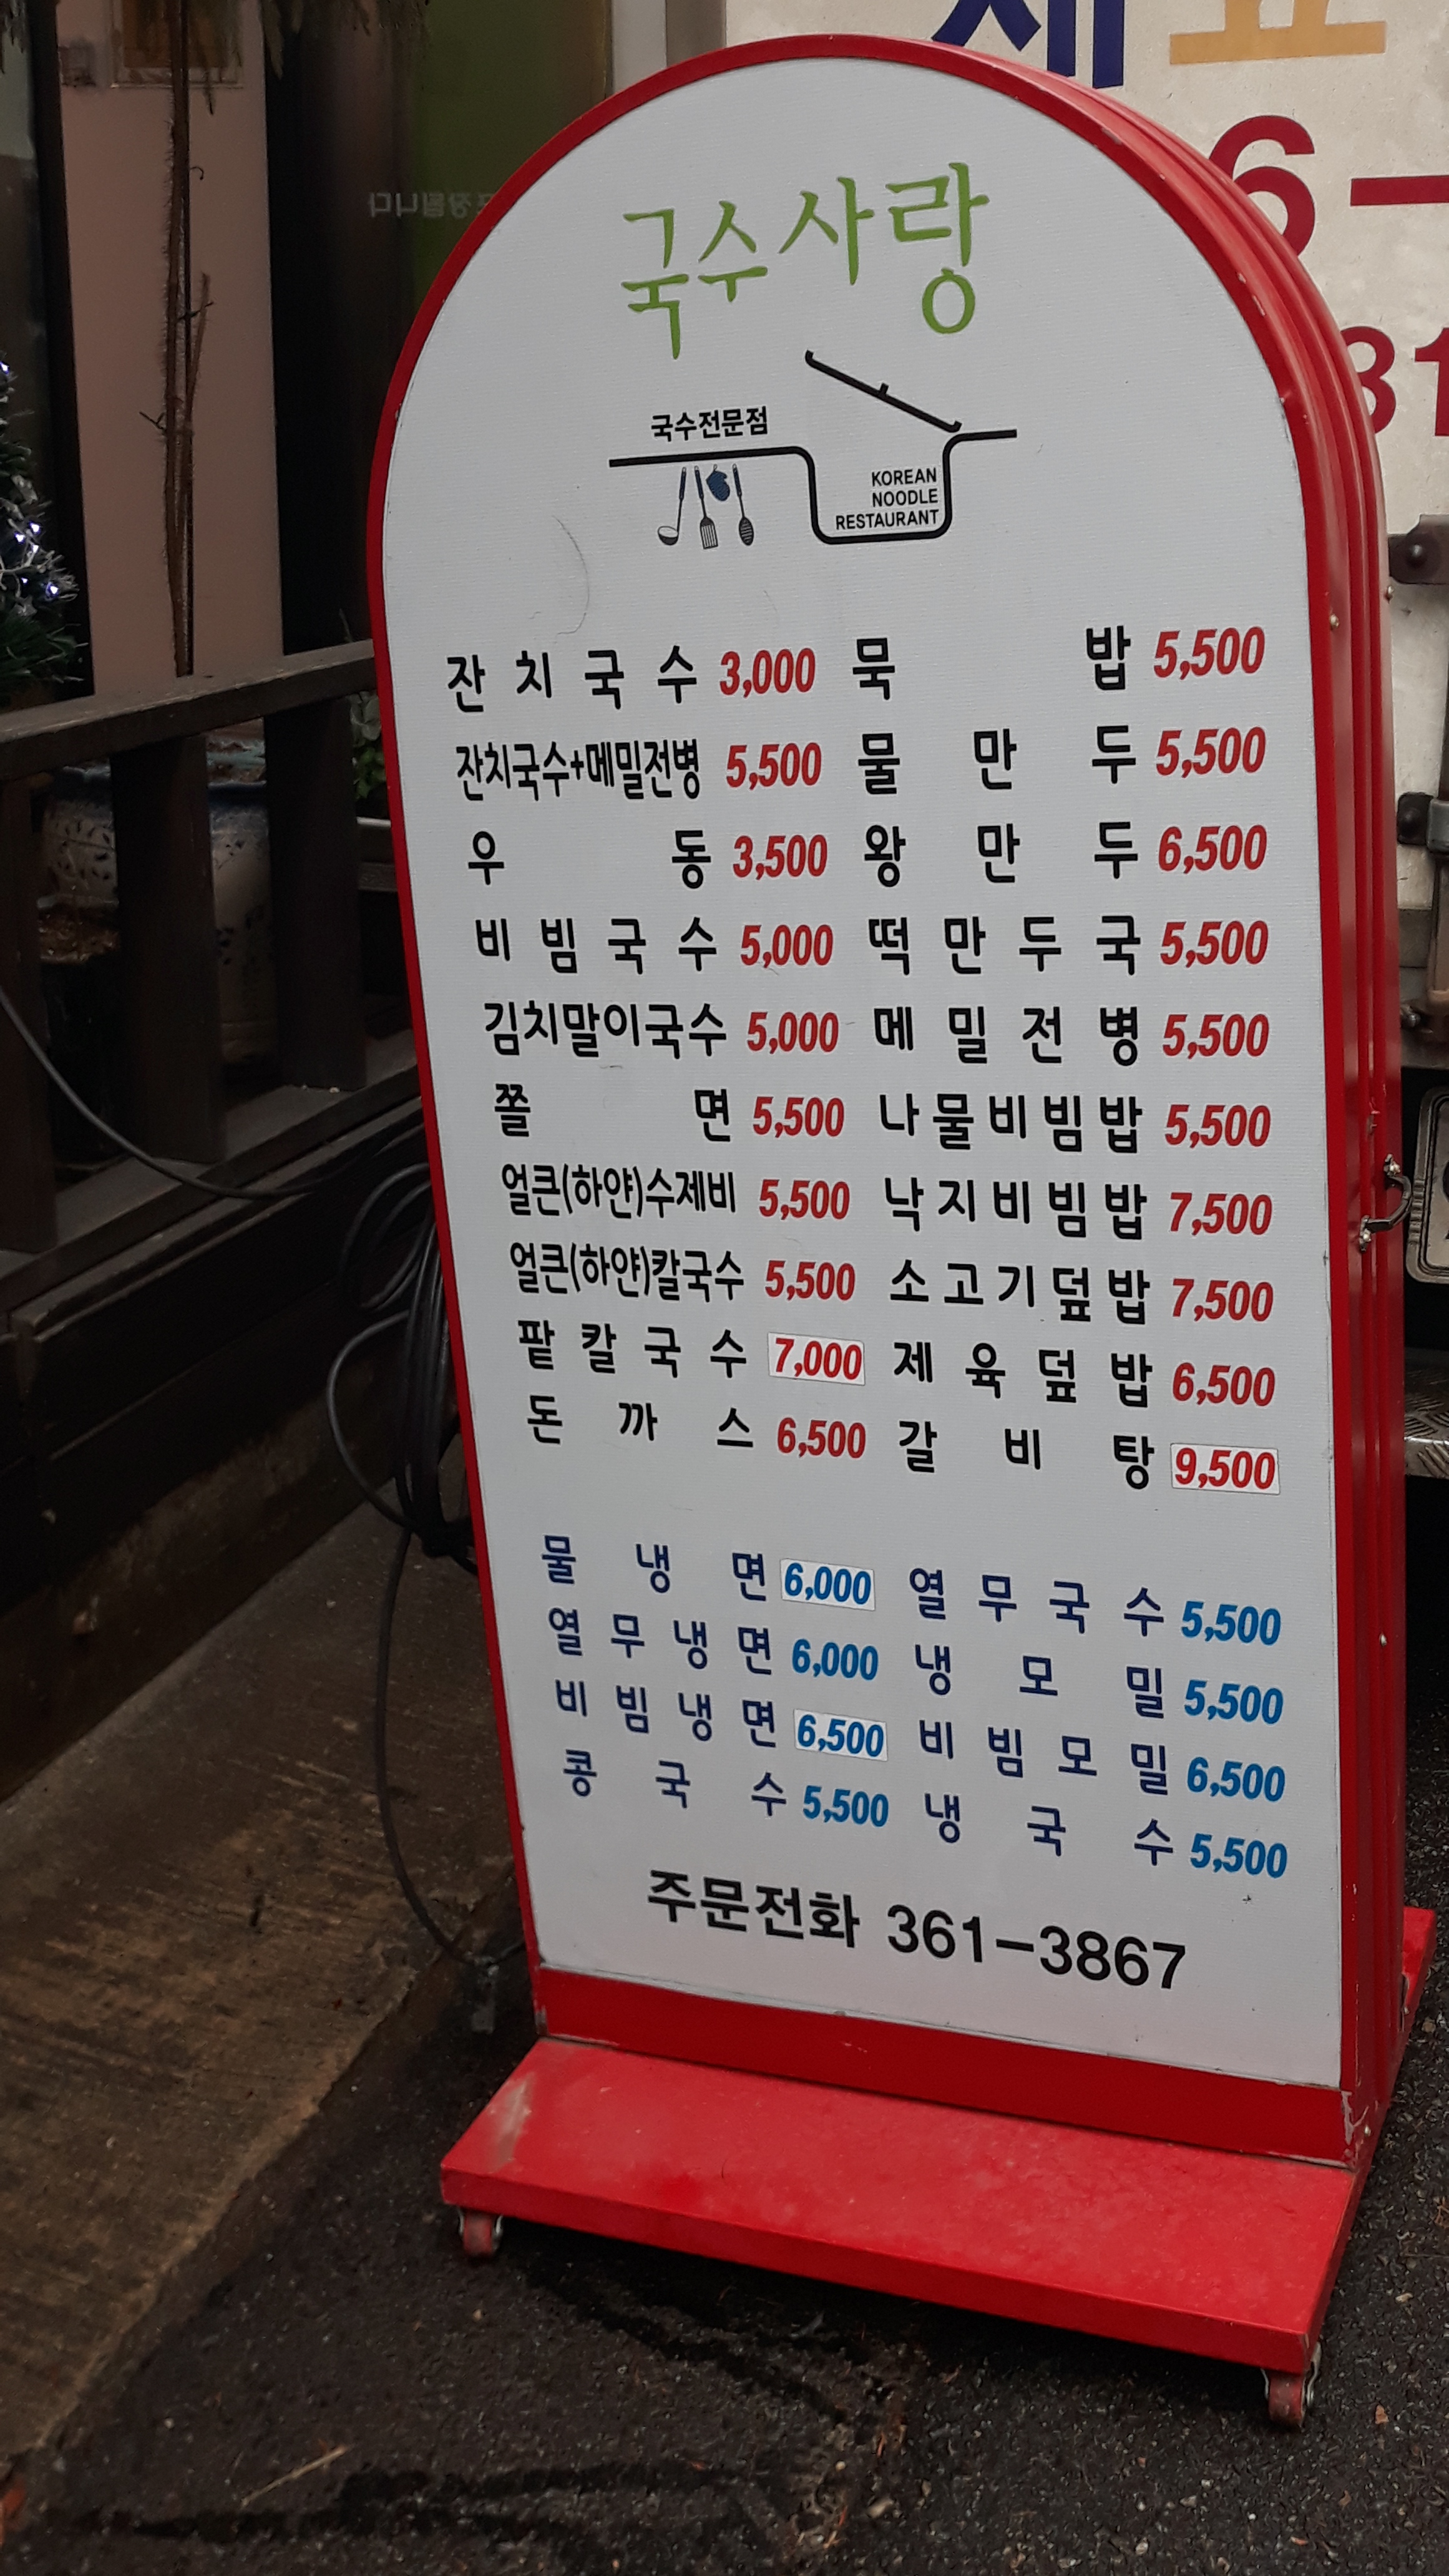 국수사랑
국수전문점
KOREAN
NOODLE
RESTAURANT
잔치국수 3,000 묵밥 5,500
잔치국수+메밀전병 5,500 물만두 5,500
우동 3,500 왕만두 6,500
비빔국수 5,000 떡만두국 5,500
김치말이국수 5,000 메밀전병 5,500
쫄면 5,500 나물비빔밥 5,500
얼큰(하얀)수제비 5,500 낙지비빔밥 7,500
얼큰(하얀)칼국수 5,500 소고기덮밥 7,500
팥칼국수 7,000 제육덮밥 6,500
돈까스 6,500 갈비탕 9,500
물냉면 6,000 열무국수 5,500
열무냉면 6,000 냉모밀 5,500
비빔냉면 6,500 비빔모밀 6,500
콩국수 5,500 냉국수 5,500
주문전화 361-3867
6-